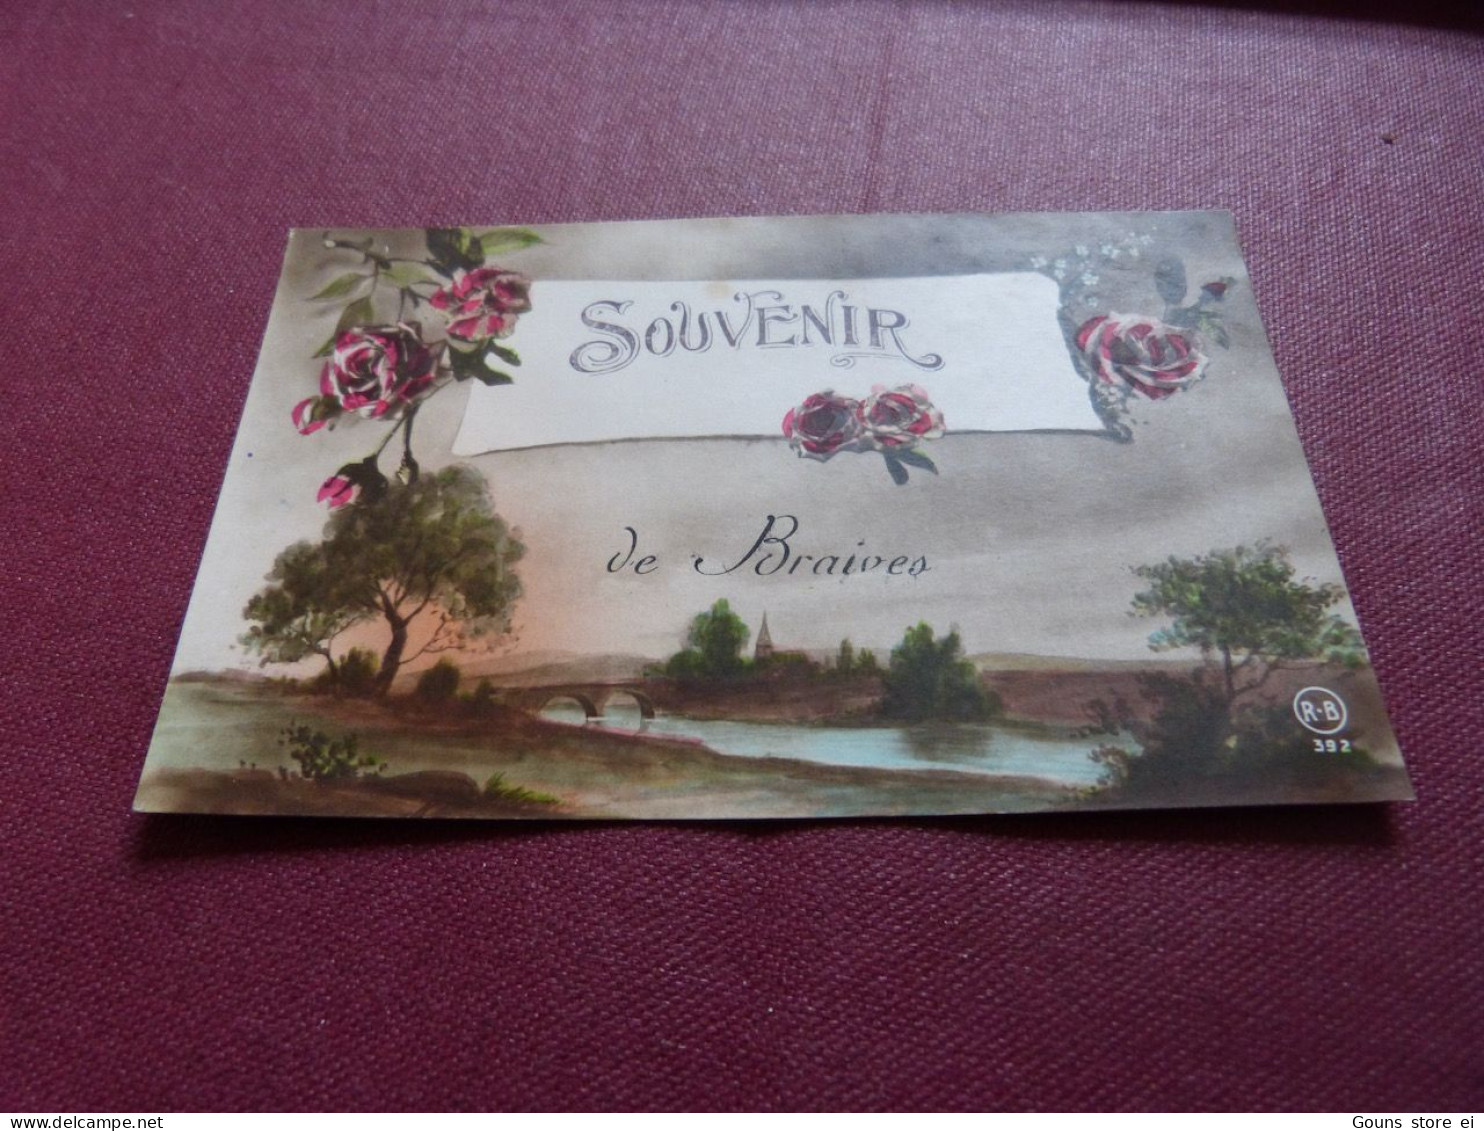 SOUVENIR
de Braives
R·B
392
www.delcampe.net
Gouns store ei